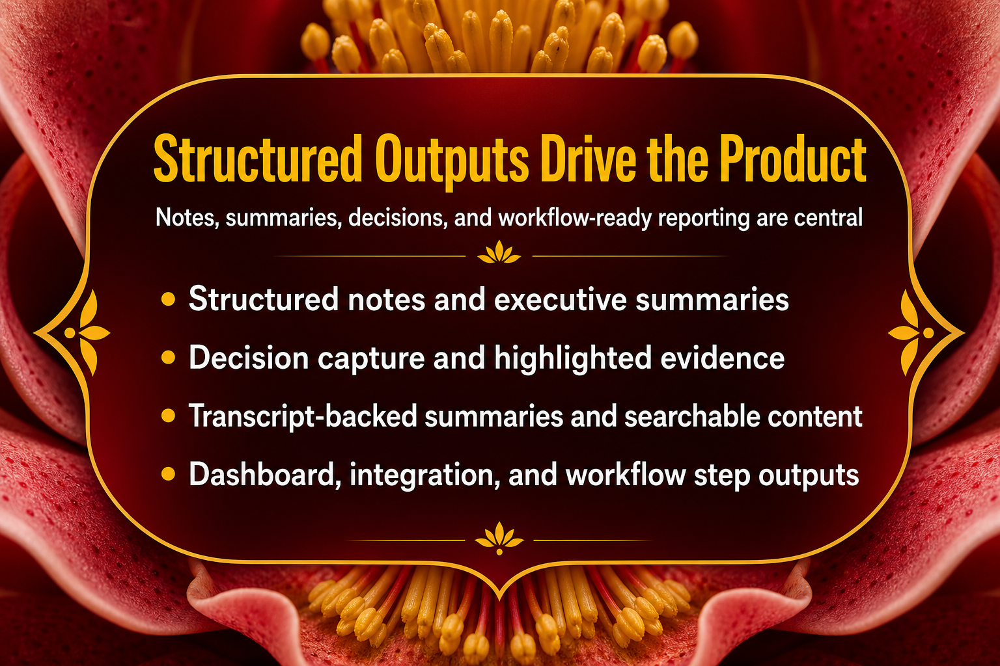 Structured Outputs Drive the Product
Notes, summaries, decisions, and workflow-ready reporting are central
• Structured notes and executive summaries
• Decision capture and highlighted evidence
• Transcript-backed summaries and searchable content
• Dashboard, integration, and workflow step outputs